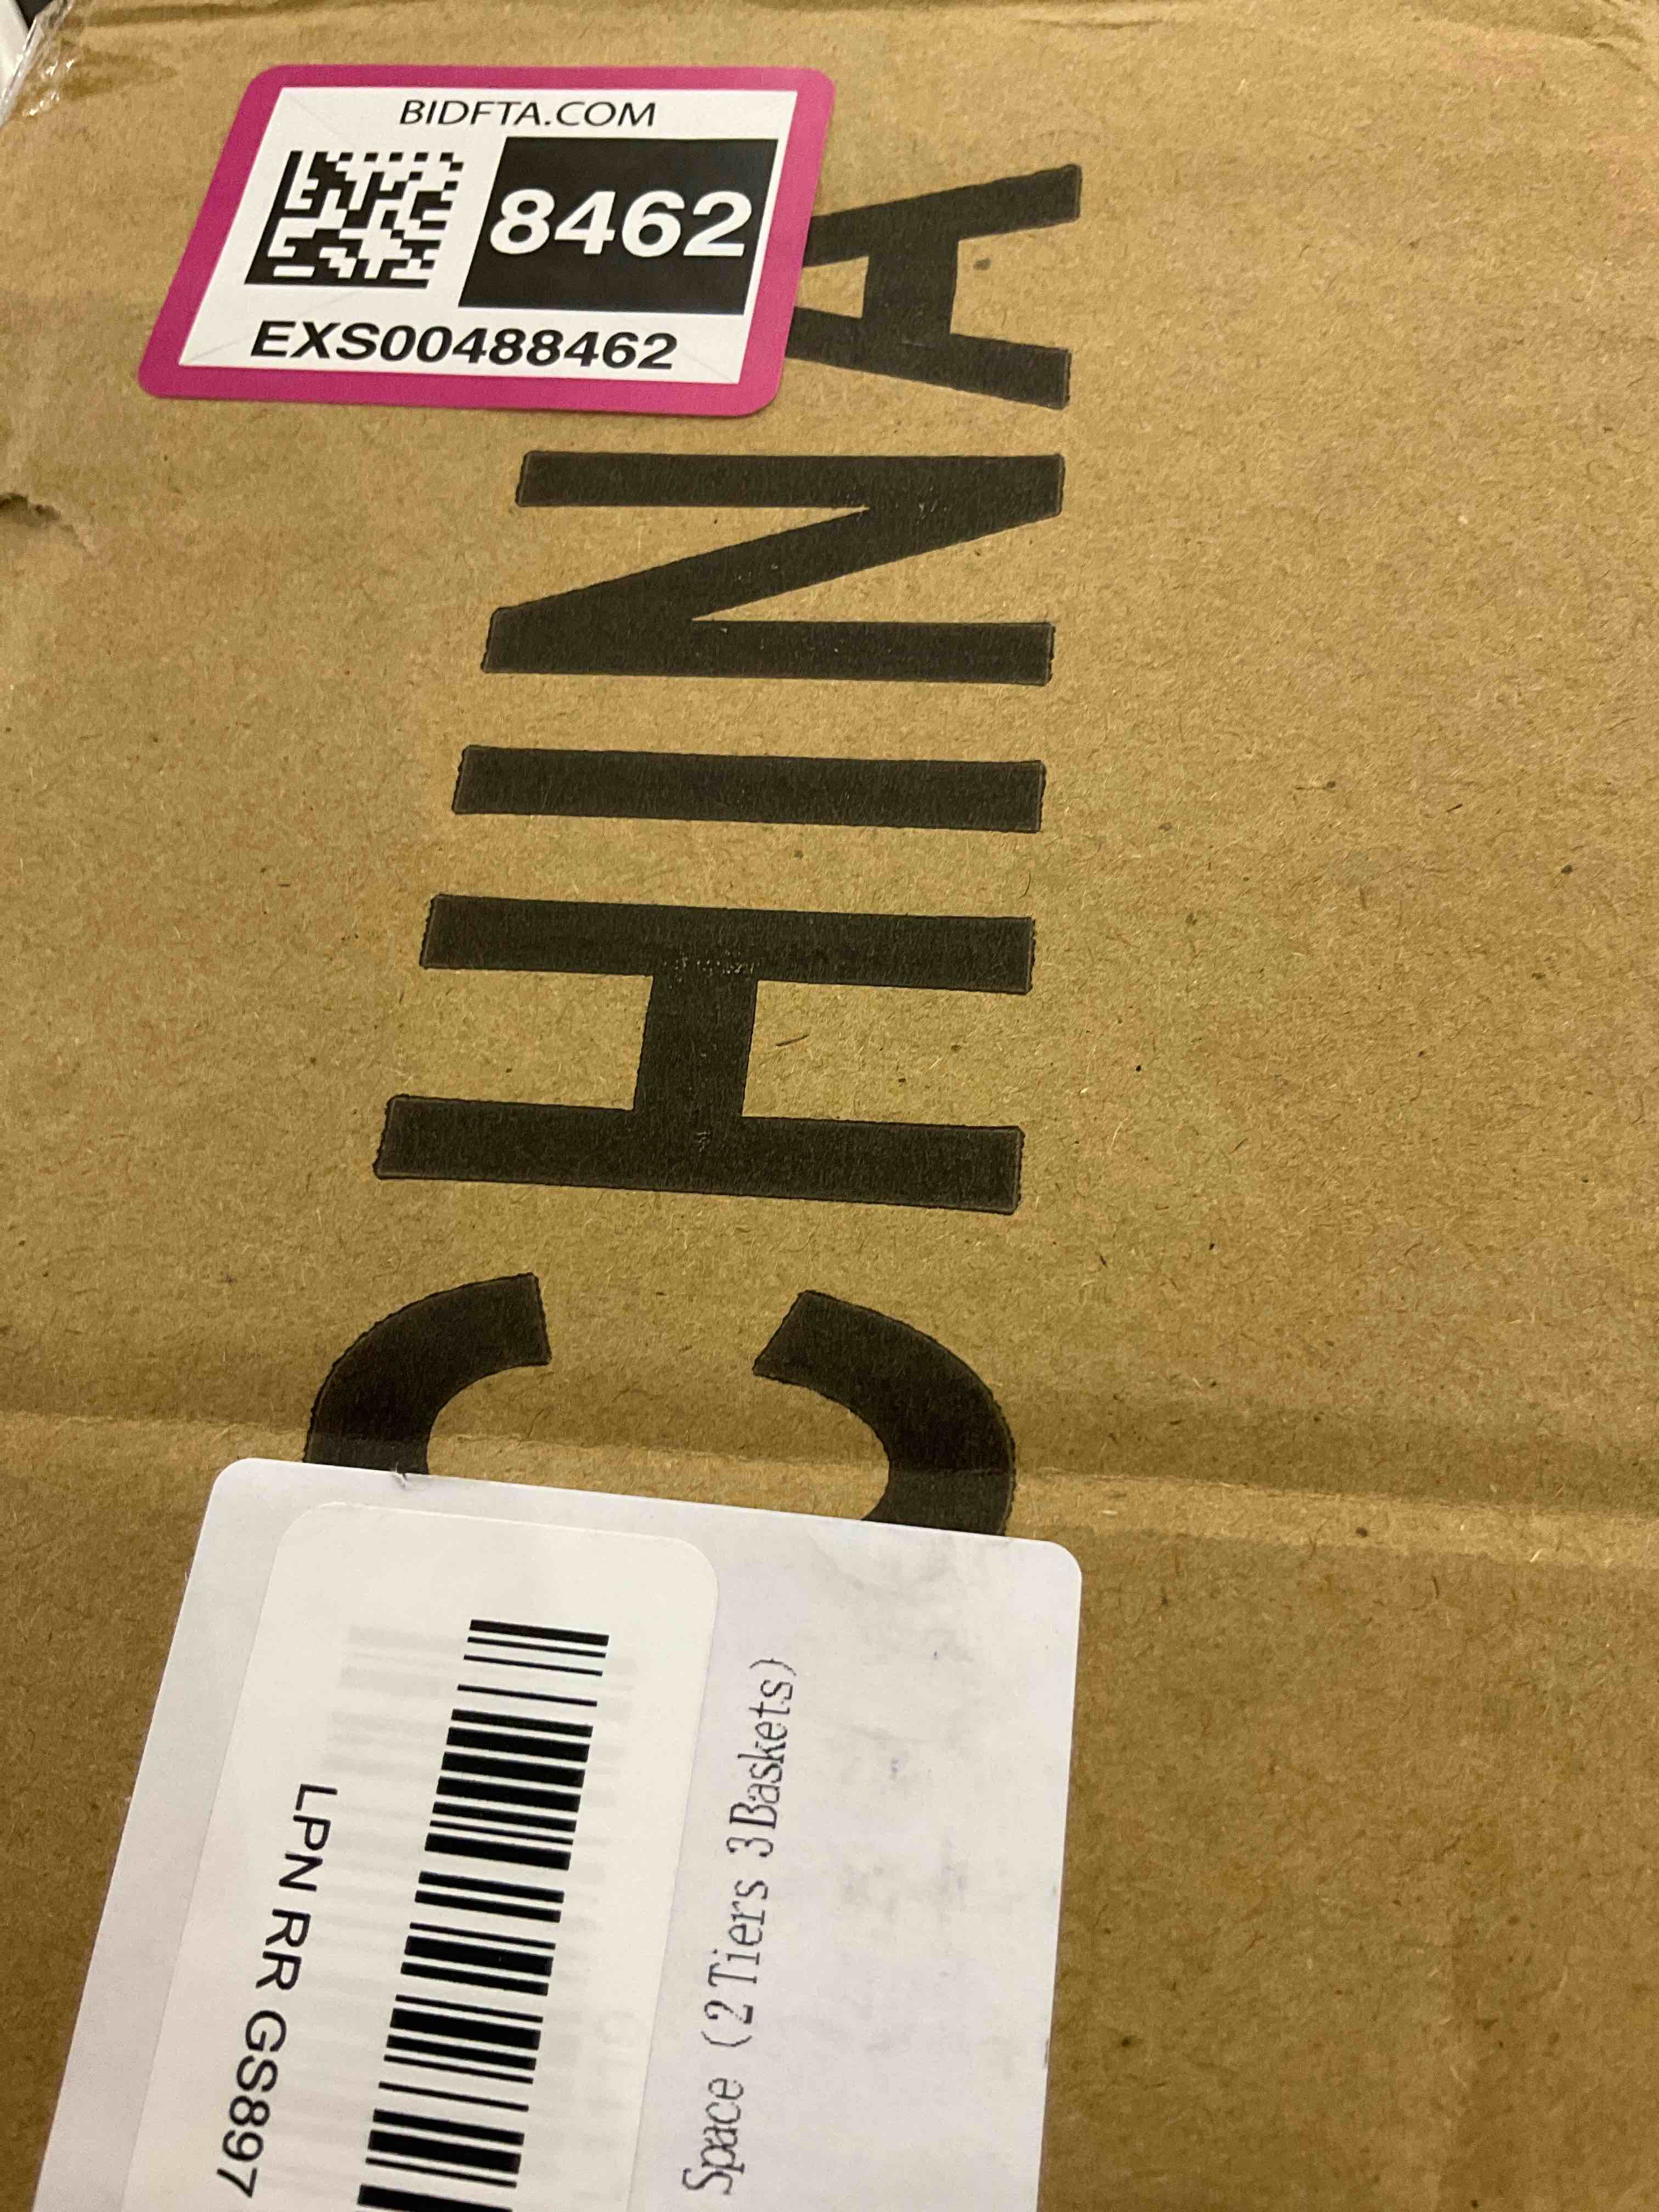 BIDFTA.COM
8462
EXS00488462
CHINA
LPN RR GS897
Space (2 Tiers 3 Baskets)